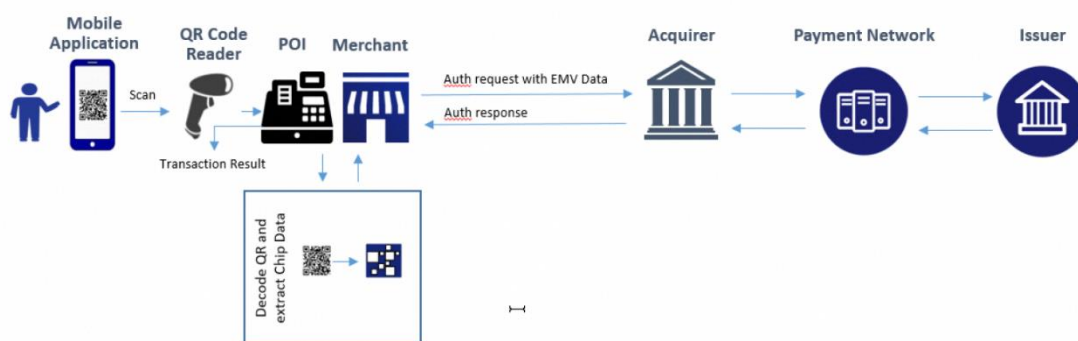 Mobile
Application
QR Code
Reader
POI
Merchant
Acquirer
Payment Network
Issuer
Scan
Auth request with EMV Data
Auth response
Transaction Result
Decode QR and
extract Chip Data